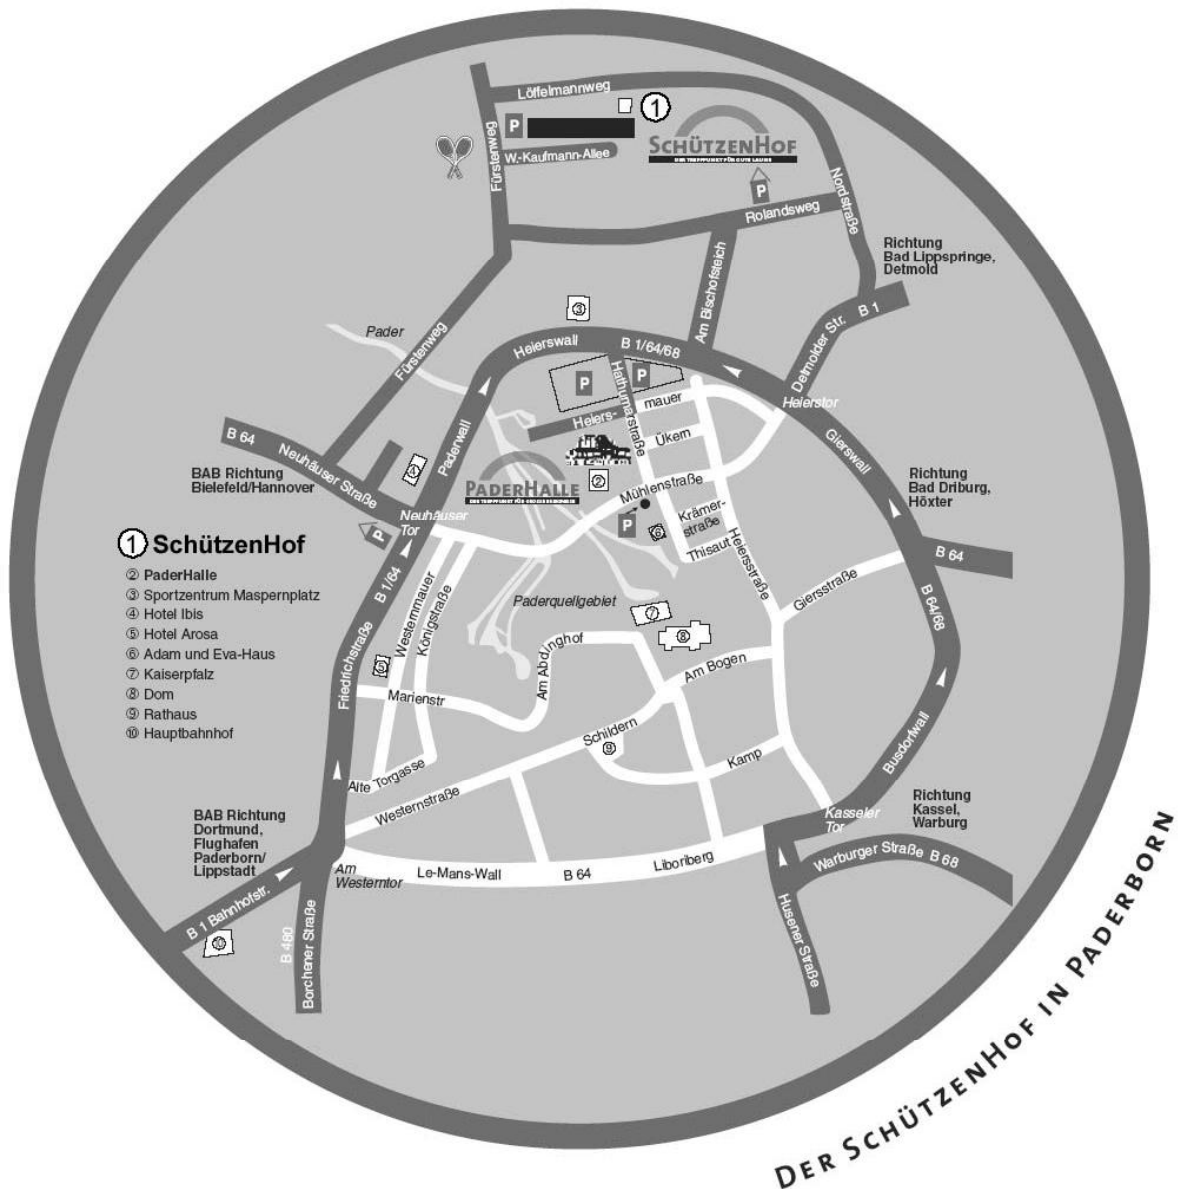 Löffelmannweg
1
P
SCHÜTZENHOF
DER TREFFPUNKT FÜR GUTE LAUNE
W.-Kaufmann-Allee
Fürstenweg
P
Nordstraße
Rolandsweg
Richtung
Bad Lippspringe,
Detmold
Am Bischofsteich
3
B 1
Detmolder Str.
Pader
Fürstenweg
Heierswall
B 1/64/68
P
P
Hathumarstraße
mauer
Heierstor
Heiers-
Ükern
B 64
Neuhäuser Straße
Paderwall
Gierswall
4
BAB Richtung
Bielefeld/Hannover
PADERHALLE
2
Mühlenstraße
Richtung
Bad Driburg,
Höxter
Neuhäuser
Tor
P
P
6
Krämer-
straße
Thisaut
Heiersstraße
B 64
1 SchützenHof
② PaderHalle
③ Sportzentrum Maspernplatz
④ Hotel Ibis
⑤ Hotel Arosa
⑥ Adam und Eva-Haus
⑦ Kaiserpfalz
⑧ Dom
⑨ Rathaus
⑩ Hauptbahnhof
B 1/64
Westernmauer
Königstraße
Paderquellgebiet
Giersstraße
B 64/68
7
8
Friedrichstraße
5
Am Abdinghof
Am Bogen
Marienstr
Schildern
9
Kamp
Busdorfwall
Alte Torgasse
Westernstraße
BAB Richtung
Dortmund,
Flughafen
Paderborn/
Lippstadt
Richtung
Kassel,
Warburg
Kasseler
Tor
Am
Westerntor
Le-Mans-Wall
B 64
Liboriberg
Warburger Straße B 68
B 1 Bahnhofstr.
10
B 480
Borchener Straße
Husener Straße
DER SCHÜTZENHOF IN PADERBORN